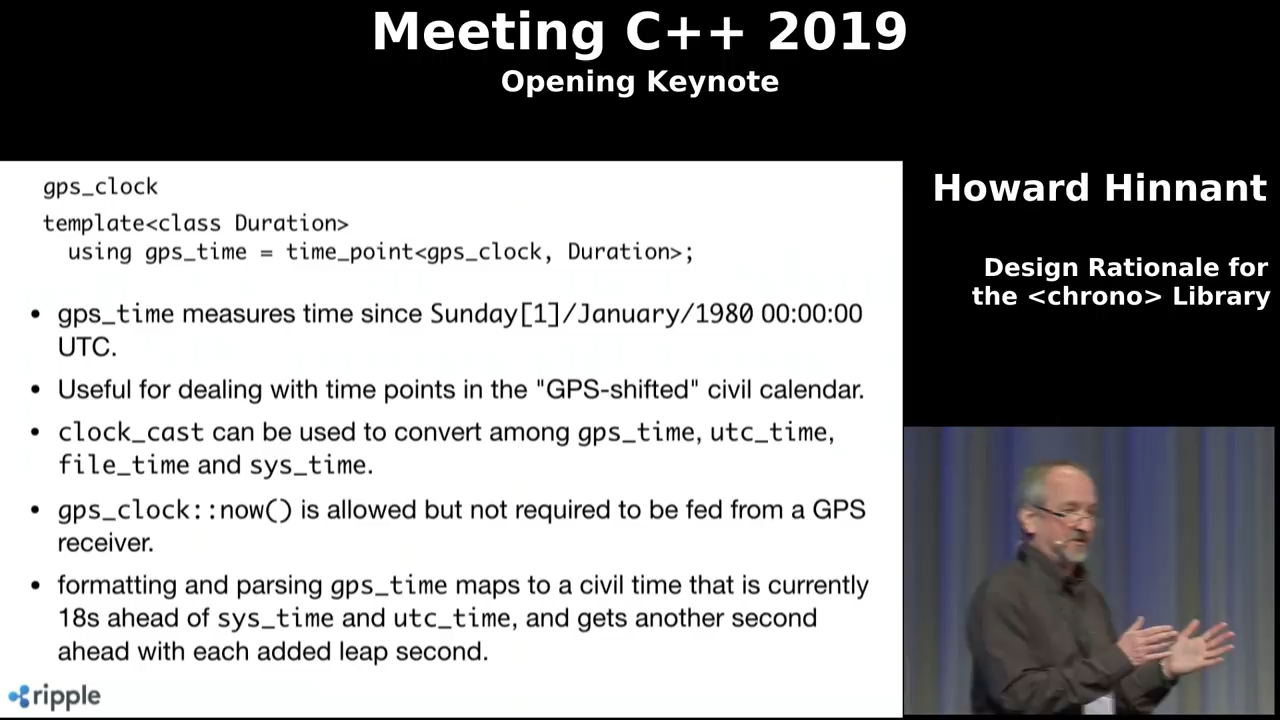 Meeting C++ 2019
Opening Keynote
gps_clock
template<class Duration>
using gps_time = time_point<gps_clock, Duration>;
• gps_time measures time since Sunday[1]/January/1980 00:00:00
UTC.
• Useful for dealing with time points in the "GPS-shifted" civil calendar.
• clock_cast can be used to convert among gps_time, utc_time,
file_time and sys_time.
• gps_clock::now() is allowed but not required to be fed from a GPS
receiver.
• formatting and parsing gps_time maps to a civil time that is currently
18s ahead of sys_time and utc_time, and gets another second
ahead with each added leap second.
ripple
Howard Hinnant
Design Rationale for
the <chrono> Library